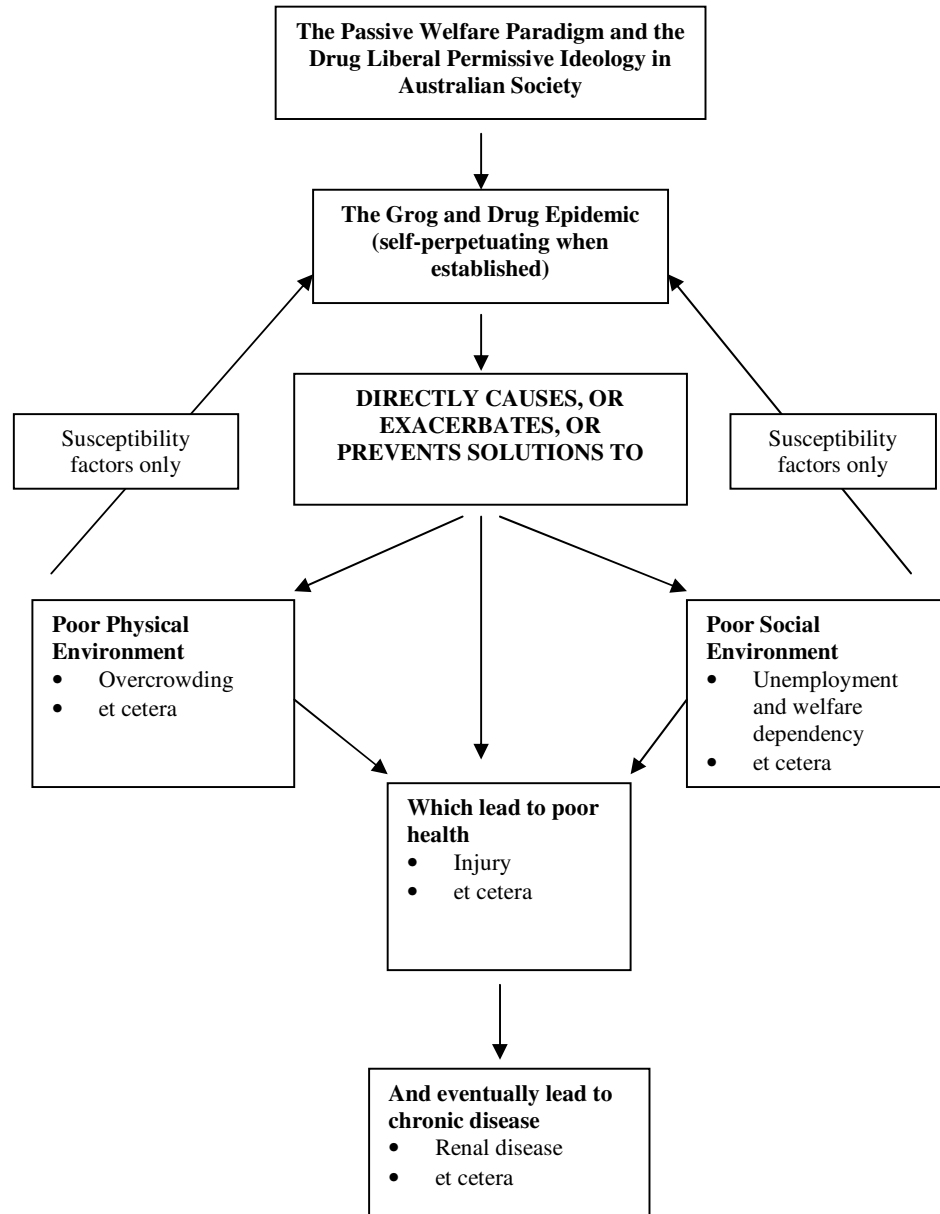 The Passive Welfare Paradigm and the
Drug Liberal Permissive Ideology in
Australian Society
The Grog and Drug Epidemic
(self-perpetuating when
established)
DIRECTLY CAUSES, OR
EXACERBATES, OR
PREVENTS SOLUTIONS TO
Susceptibility
factors only
Susceptibility
factors only
Poor Physical
Environment
• Overcrowding
• et cetera
Poor Social
Environment
• Unemployment
and welfare
dependency
• et cetera
Which lead to poor
health
• Injury
• et cetera
And eventually lead to
chronic disease
• Renal disease
• et cetera